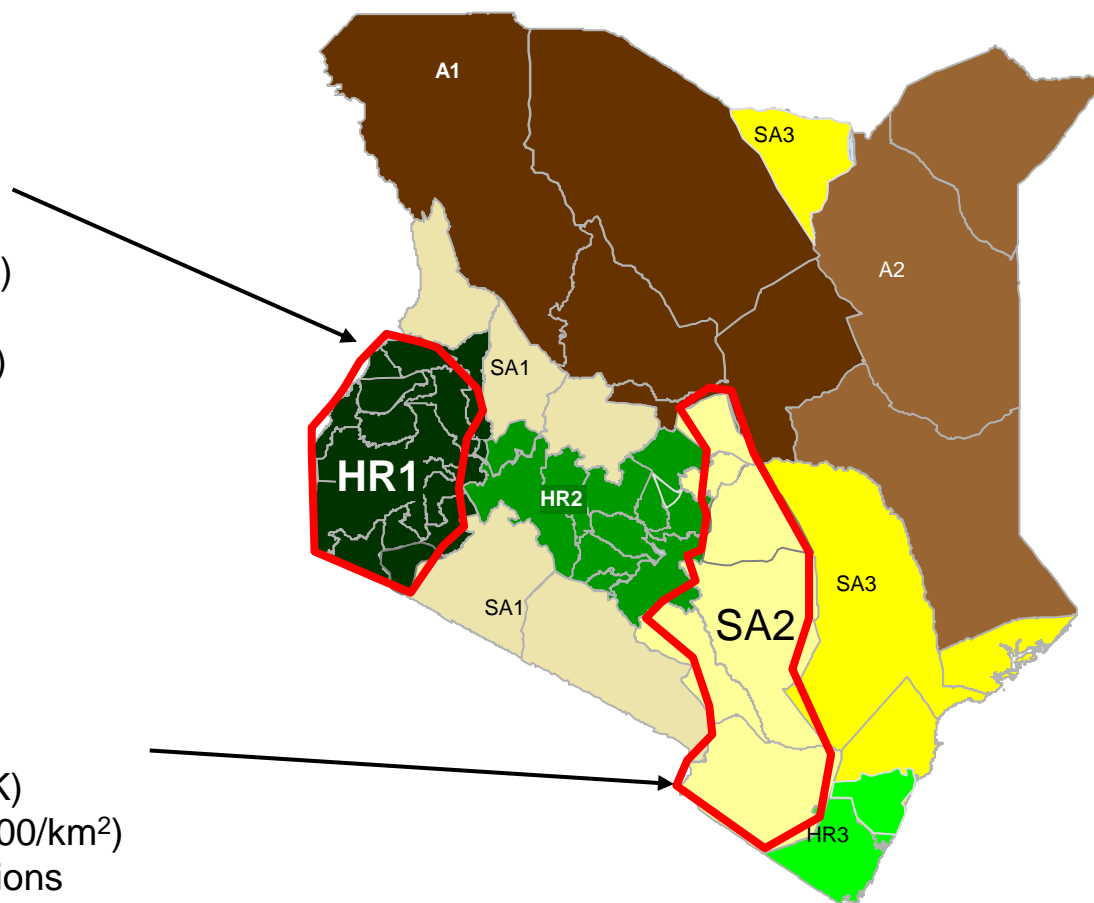 A1
SA3
)
A2
)
SA1
HR1
HR2
SA3
SA1
SA2
K)
00/km²)
HR3
ions